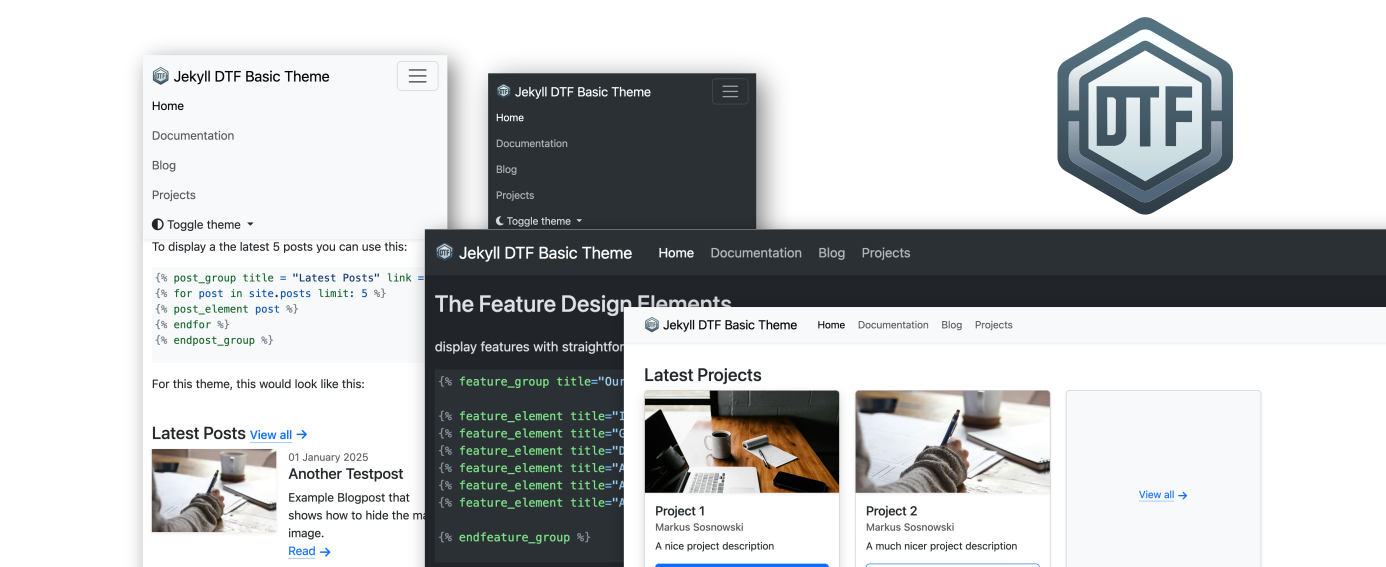 Jekyll DTF Basic Theme
Home
Documentation
Blog
Projects
Toggle theme
To display a the latest 5 posts you can use this:
{% post_group title = "Latest Posts" link =
{% for post in site.posts limit: 5 %}
{% post_element post %}
{% endfor %}
{% endpost_group %}
For this theme, this would look like this:
Latest Posts View all →
01 January 2025
Another Testpost
Example Blogpost that
shows how to hide the ma
image.
Read →
Jekyll DTF Basic Theme
Home
Documentation
Blog
Projects
Toggle theme
DTF
Jekyll DTF Basic Theme Home Documentation Blog Projects
The Feature Design Elements
display features with straightfor
{% feature_group title="Our
{% feature_element title="I
{% feature_element title="G
{% feature_element title="D
{% feature_element title="A
{% feature_element title="A
{% feature_element title="A
{% endfeature_group %}
Jekyll DTF Basic Theme Home Documentation Blog Projects
Latest Projects
Project 1
Markus Sosnowski
A nice project description
Project 2
Markus Sosnowski
A much nicer project description
View all →